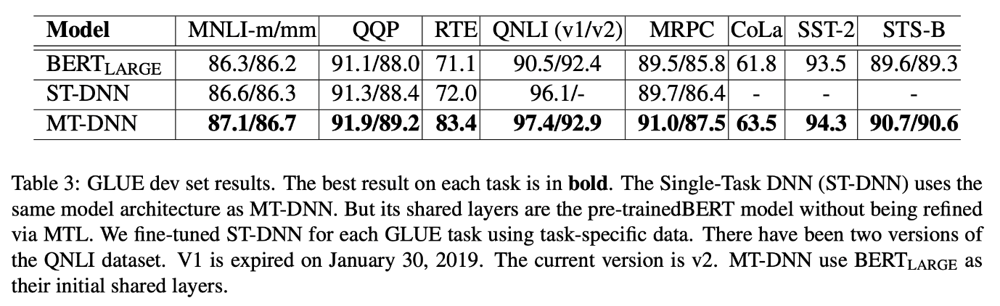 Model MNLI-m/mm QQP RTE QNLI (v1/v2) MRPC CoLa SST-2 STS-B
BERTLARGE 86.3/86.2 91.1/88.0 71.1 90.5/92.4 89.5/85.8 61.8 93.5 89.6/89.3
ST-DNN 86.6/86.3 91.3/88.4 72.0 96.1/- 89.7/86.4 - - -
MT-DNN 87.1/86.7 91.9/89.2 83.4 97.4/92.9 91.0/87.5 63.5 94.3 90.7/90.6
Table 3: GLUE dev set results. The best result on each task is in bold. The Single-Task DNN (ST-DNN) uses the
same model architecture as MT-DNN. But its shared layers are the pre-trainedBERT model without being refined
via MTL. We fine-tuned ST-DNN for each GLUE task using task-specific data. There have been two versions of
the QNLI dataset. V1 is expired on January 30, 2019. The current version is v2. MT-DNN use BERTLARGE as
their initial shared layers.